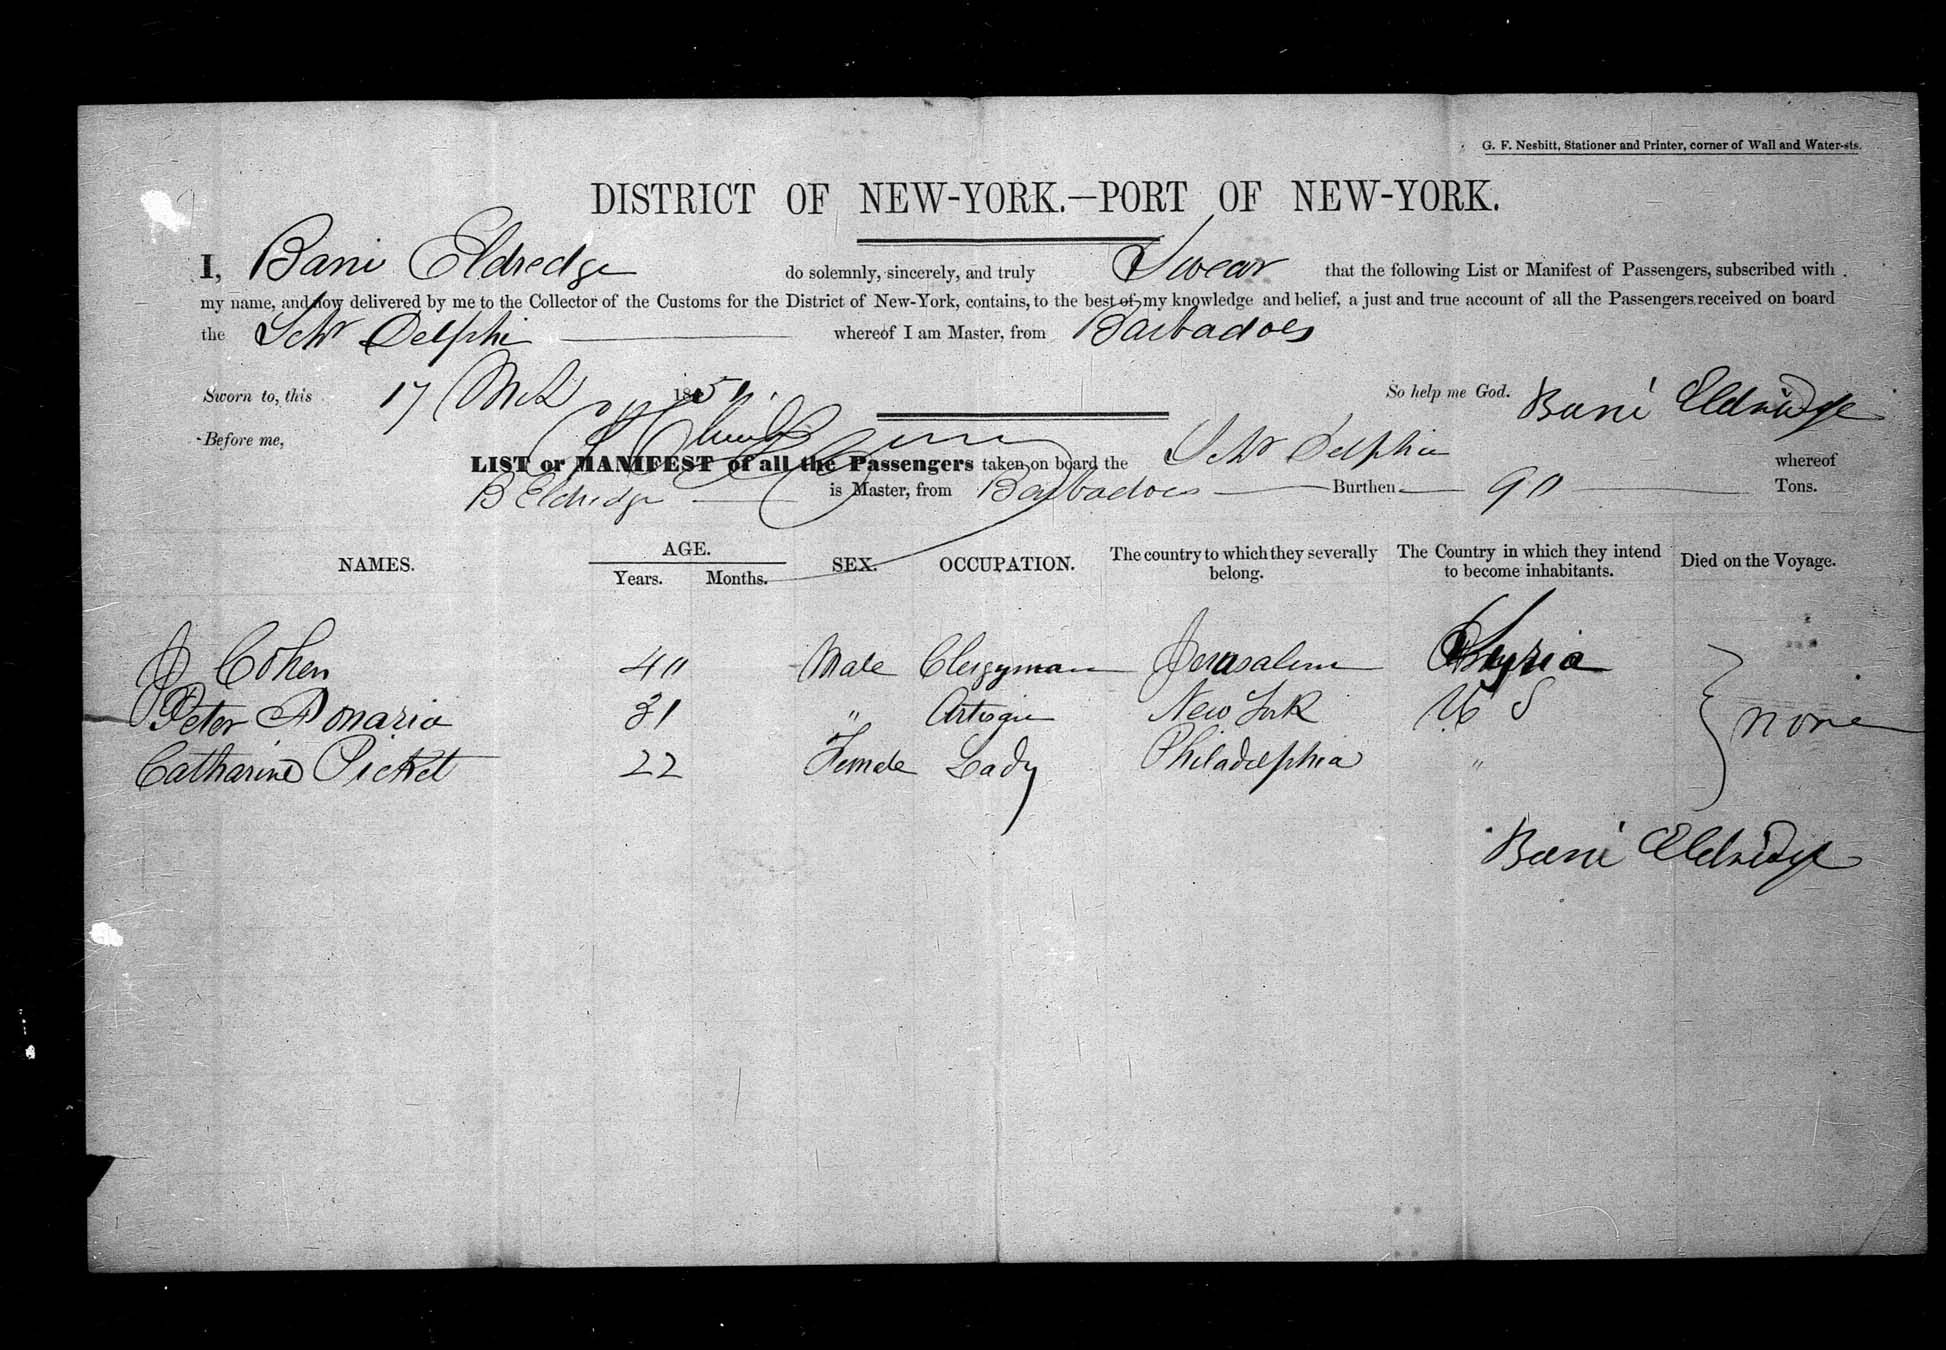 G. F. Nesbitt, Stationer and Printer, corner of Wall and Water-sts.
DISTRICT OF NEW-YORK.—PORT OF NEW-YORK.
I, Bani Eldredge do solemnly, sincerely, and truly Swear that the following List or Manifest of Passengers, subscribed with
my name, and now delivered by me to the Collector of the Customs for the District of New-York, contains, to the best of my knowledge and belief, a just and true account of all the Passengers received on board
the Schr Delphi whereof I am Master, from Barbadoes
Sworn to, this 17 1851. So help me God. Bani Eldridge
Before me,
LIST or MANIFEST of all the Passengers taken on board the Schr Delphia whereof
B Eldredge is Master, from Barbadoes Burthen 90 Tons.
NAMES. AGE. Years. Months. SEX. OCCUPATION. The country to which they severally belong. The Country in which they intend to become inhabitants. Died on the Voyage.
J Cohen 40 Male Clergyman Jerusalem Syria
Peter 31 " New York U S none
Catharine Picket 22 Female Lady Philadelphia "
Bani Eldridge